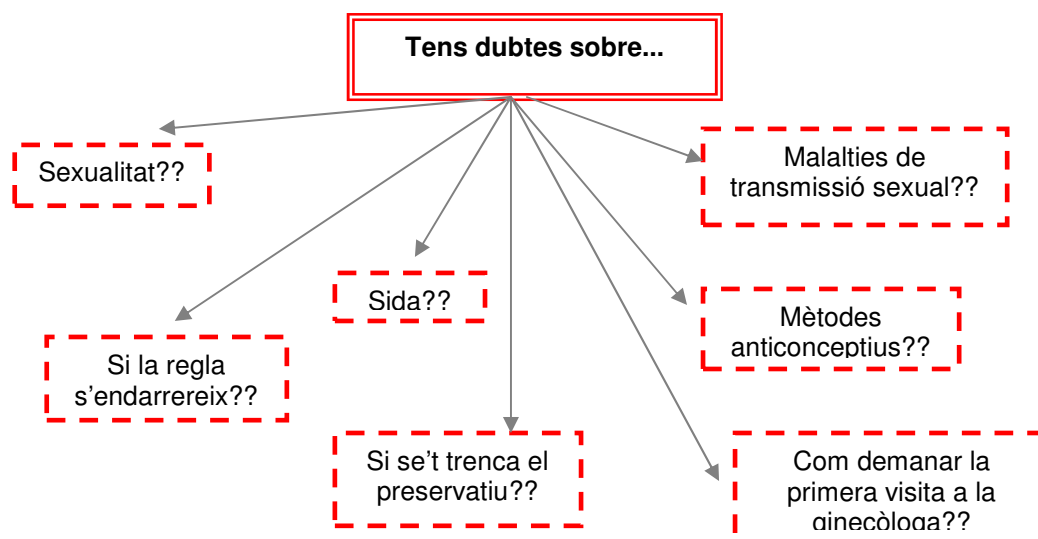 Tens dubtes sobre...
Sexualitat??
Malalties de
transmissió sexual??
Sida??
Mètodes
anticonceptius??
Si la regla
s'endarrereix??
Si se't trenca el
preservatiu??
Com demanar la
primera visita a la
ginecòloga??